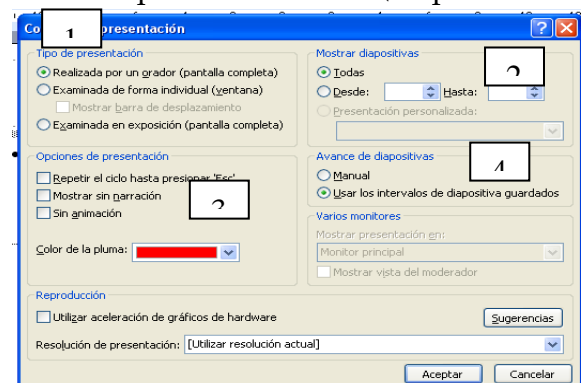 presentación
1
Tipo de presentación
Realizada por un orador (pantalla completa)
Examinada de forma individual (ventana)
Mostrar barra de desplazamiento
Examinada en exposición (pantalla completa)
Mostrar diapositivas
Todas
Desde: Hasta:
Presentación personalizada:
Opciones de presentación
Repetir el ciclo hasta presionar 'Esc'
Mostrar sin narración
Sin animación
Color de la pluma:
Avance de diapositivas
4
Manual
Usar los intervalos de diapositiva guardados
Varios monitores
Mostrar presentación en:
Monitor principal
Mostrar vista del moderador
Reproducción
Utilizar aceleración de gráficos de hardware
Sugerencias
Resolución de presentación: [Utilizar resolución actual]
Aceptar Cancelar